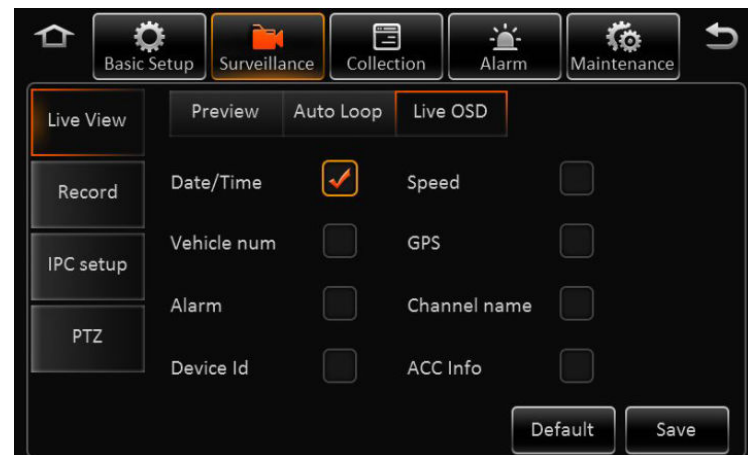 Basic Setup Surveillance Collection Alarm Maintenance
Live View Preview Auto Loop Live OSD
Date/Time Speed
Record
Vehicle num GPS
IPC setup
Alarm Channel name
PTZ
Device Id ACC Info
Default Save